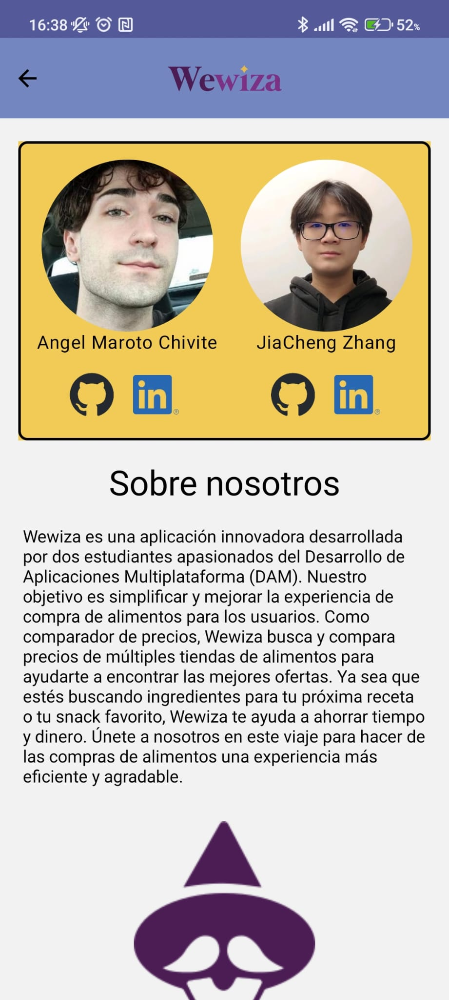 16:38
52%
Wewiza
Angel Maroto Chivite
JiaCheng Zhang
in
®
in
®
Sobre nosotros
Wewiza es una aplicación innovadora desarrollada
por dos estudiantes apasionados del Desarrollo de
Aplicaciones Multiplataforma (DAM). Nuestro
objetivo es simplificar y mejorar la experiencia de
compra de alimentos para los usuarios. Como
comparador de precios, Wewiza busca y compara
precios de múltiples tiendas de alimentos para
ayudarte a encontrar las mejores ofertas. Ya sea que
estés buscando ingredientes para tu próxima receta
o tu snack favorito, Wewiza te ayuda a ahorrar tiempo
y dinero. Únete a nosotros en este viaje para hacer de
las compras de alimentos una experiencia más
eficiente y agradable.